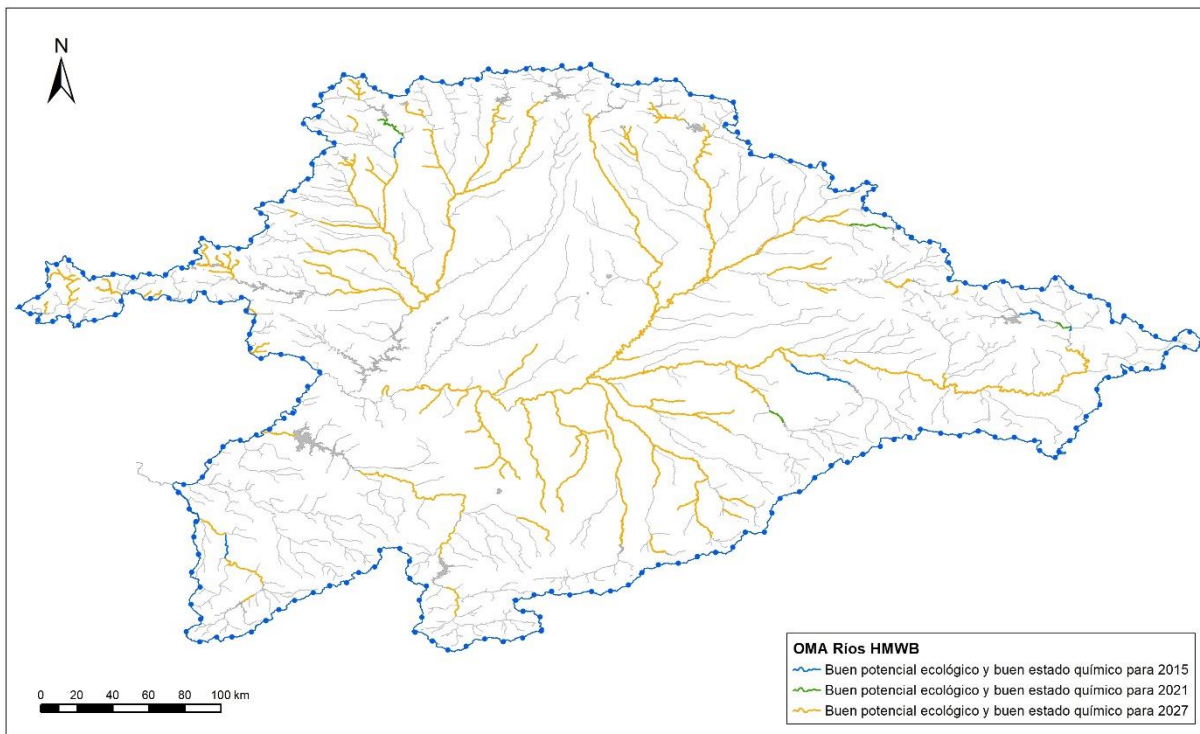 N
0 20 40 60 80 100 km
OMA Ríos HMWB
Buen potencial ecológico y buen estado químico para 2015
Buen potencial ecológico y buen estado químico para 2021
Buen potencial ecológico y buen estado químico para 2027